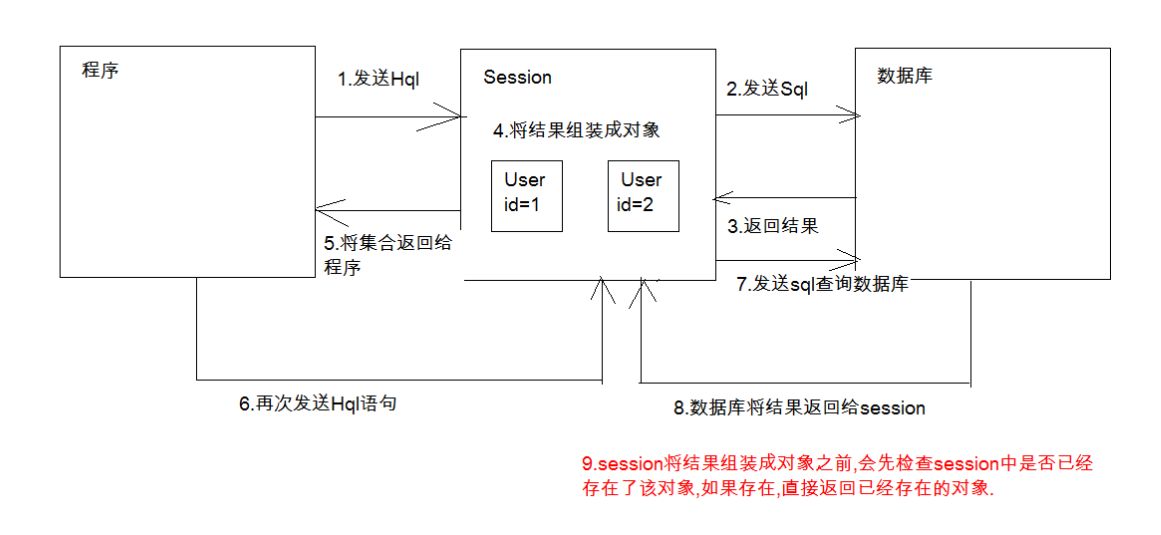 程序
1.发送Hql
Session
2.发送Sql
数据库
4.将结果组装成对象
User
id=1
User
id=2
3.返回结果
5.将集合返回给
程序
7.发送sql查询数据库
6.再次发送Hql语句
8.数据库将结果返回给session
9.session将结果组装成对象之前,会先检查session中是否已经
存在了该对象,如果存在,直接返回已经存在的对象.